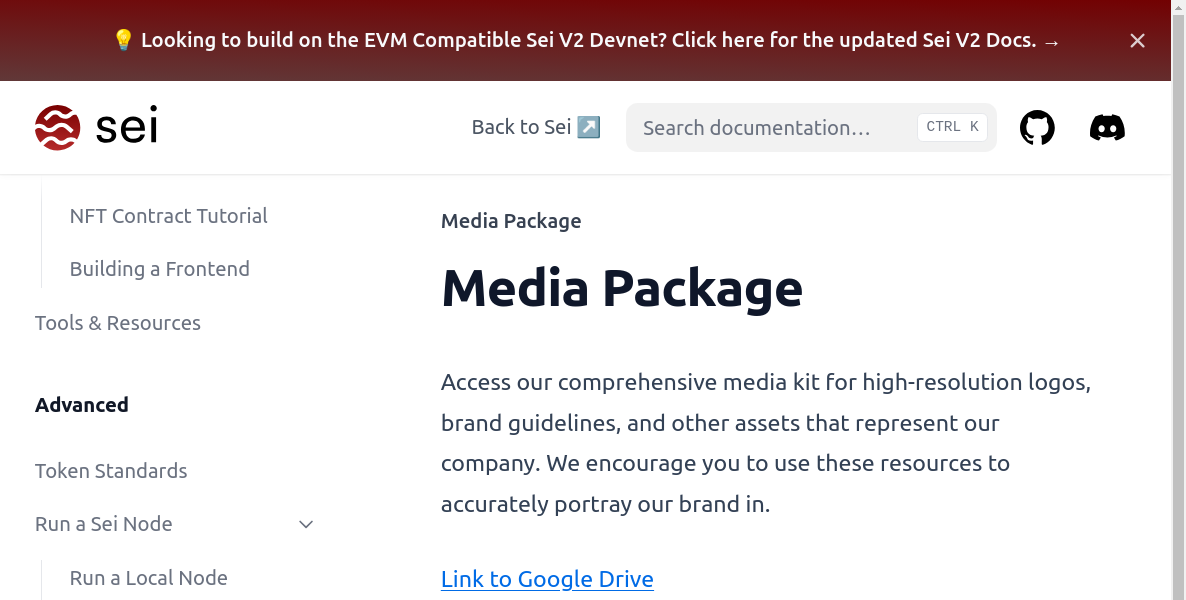 💡 Looking to build on the EVM Compatible Sei V2 Devnet? Click here for the updated Sei V2 Docs. →
sei
Back to Sei ↗️
Search documentation…
CTRL K
NFT Contract Tutorial
Building a Frontend
Tools & Resources
Advanced
Token Standards
Run a Sei Node
Run a Local Node
Media Package
Media Package
Access our comprehensive media kit for high-resolution logos,
brand guidelines, and other assets that represent our
company. We encourage you to use these resources to
accurately portray our brand in.
Link to Google Drive